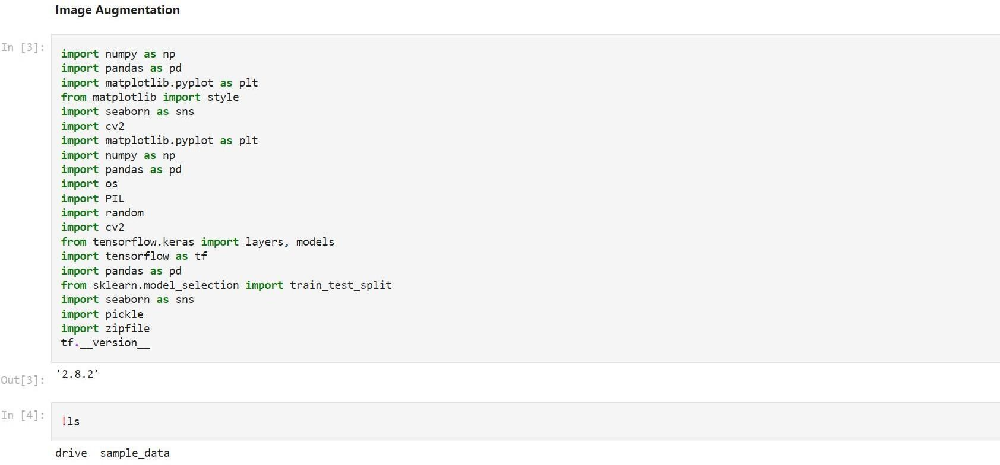 Image Augmentation
In [3]:
import numpy as np
import pandas as pd
import matplotlib.pyplot as plt
from matplotlib import style
import seaborn as sns
import cv2
import matplotlib.pyplot as plt
import numpy as np
import pandas as pd
import os
import PIL
import random
import cv2
from tensorflow.keras import layers, models
import tensorflow as tf
import pandas as pd
from sklearn.model_selection import train_test_split
import seaborn as sns
import pickle
import zipfile
tf.__version__
Out[3]:
'2.8.2'
In [4]:
!ls
drive  sample_data